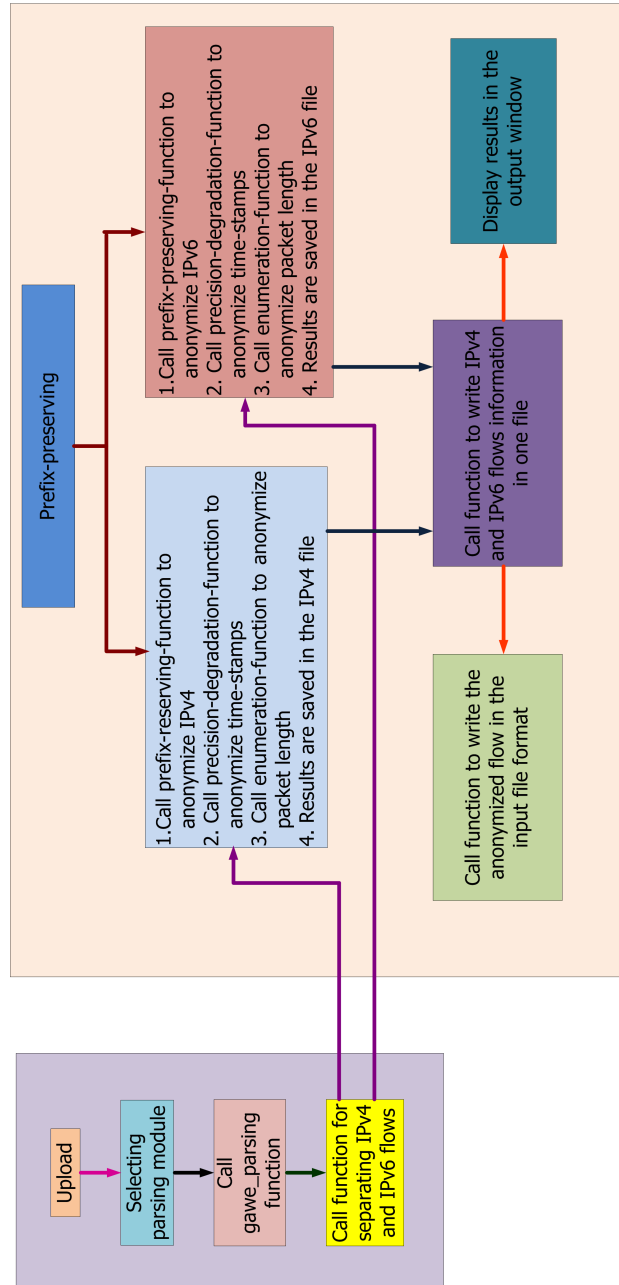 Upload
Selecting
parsing module
Call
gawe_parsing
function
Call function for
separating IPv4
and IPv6 flows
Prefix-preserving
1.Call prefix-reserving-function to
anonymize IPv4
2. Call precision-degradation-function to
anonymize time-stamps
3. Call enumeration-function to anonymize
packet length
4. Results are saved in the IPv4 file
1.Call prefix-preserving-function to
anonymize IPv6
2. Call precision-degradation-function to
anonymize time-stamps
3. Call enumeration-function to
anonymize packet length
4. Results are saved in the IPv6 file
Call function to write the
anonymized flow in the
input file format
Call function to write IPv4
and IPv6 flows information
in one file
Display results in the
output window